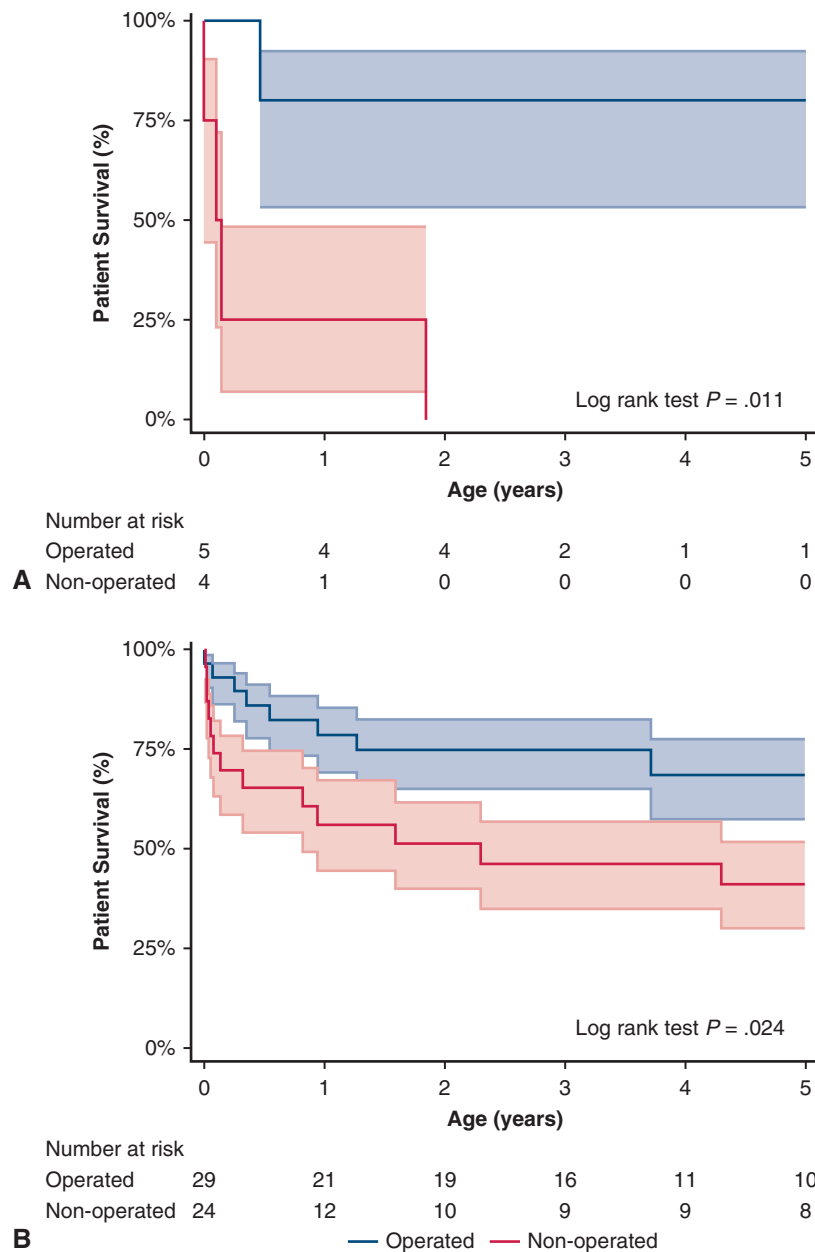 100%
75%
50%
25%
0%
Patient Survival (%)
Log rank test P = .011
0 1 2 3 4 5
Age (years)
Number at risk
Operated 5 4 4 2 1 1
A Non-operated 4 1 0 0 0 0
100%
75%
50%
25%
0%
Patient Survival (%)
Log rank test P = .024
0 1 2 3 4 5
Age (years)
Number at risk
Operated 29 21 19 16 11 10
Non-operated 24 12 10 9 9 8
B Operated Non-operated